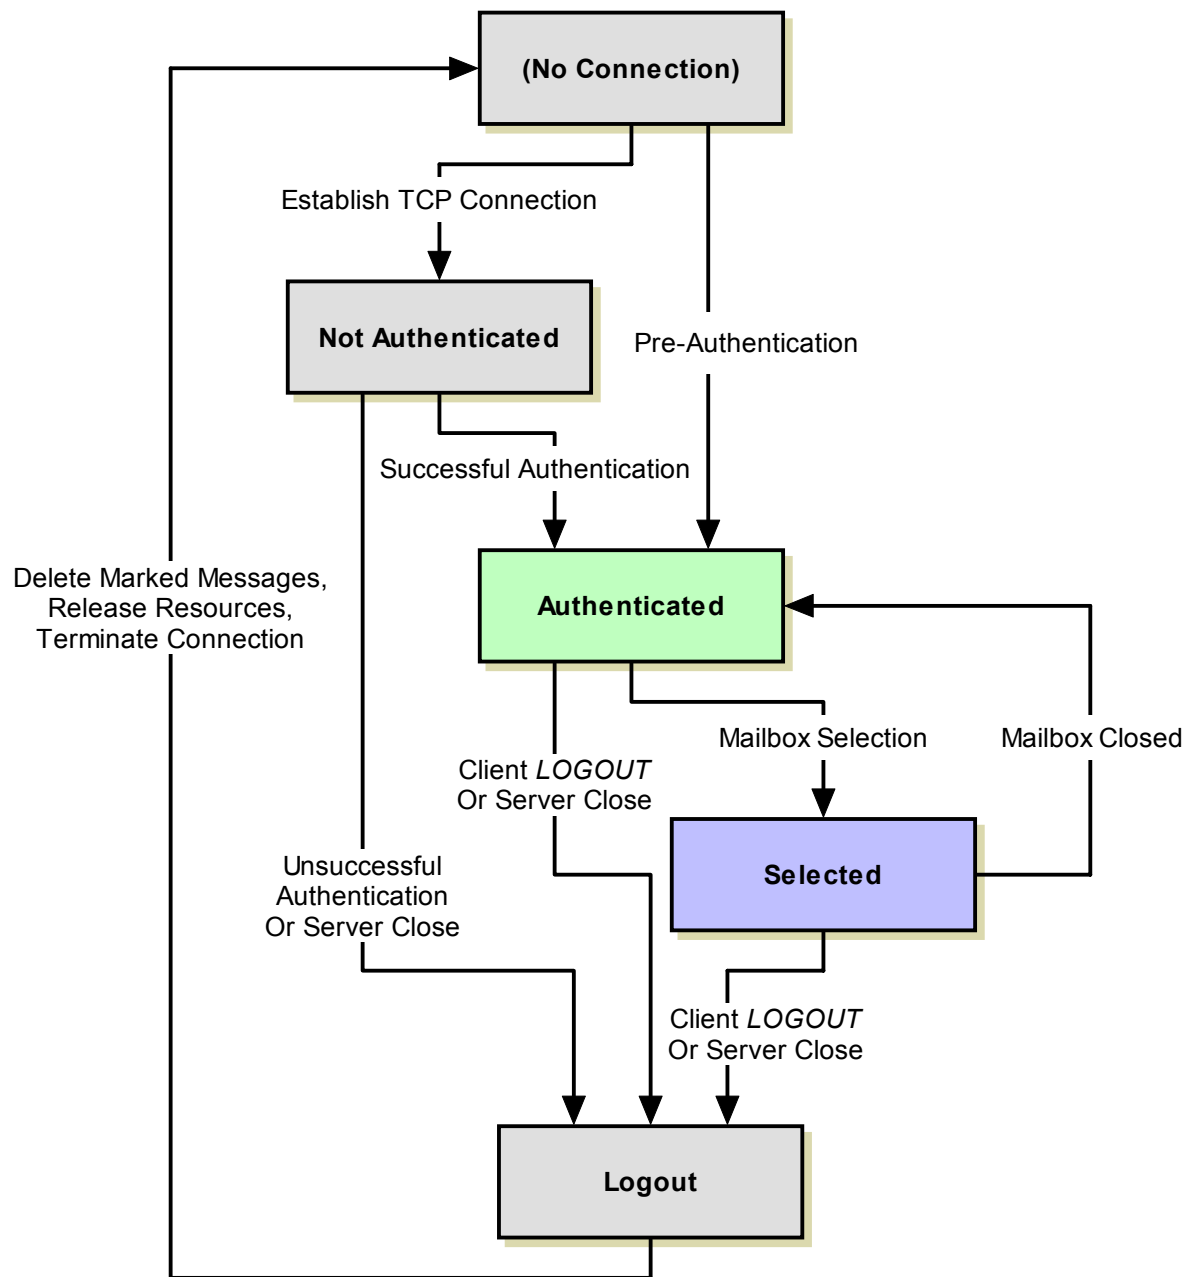 (No Connection)
Establish TCP Connection
Not Authenticated
Pre-Authentication
Successful Authentication
Delete Marked Messages,
Release Resources,
Terminate Connection
Authenticated
Mailbox Selection
Mailbox Closed
Client LOGOUT
Or Server Close
Unsuccessful
Authentication
Or Server Close
Selected
Client LOGOUT
Or Server Close
Logout